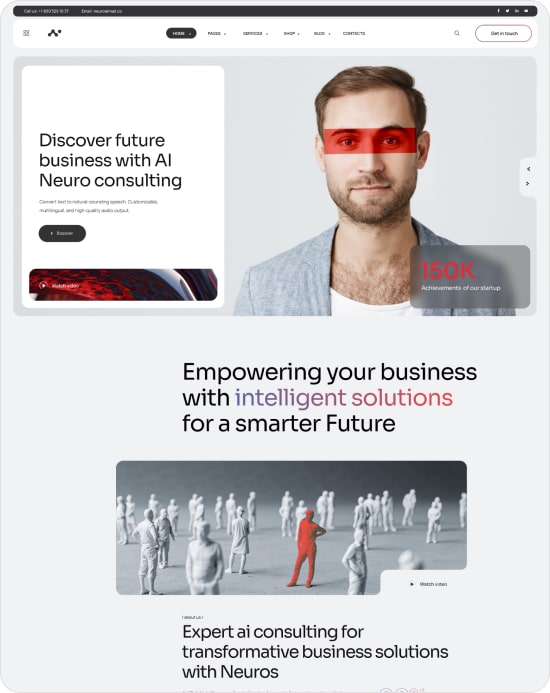 Call us: +1 800 526 10 37 Email: neuro@mail.co
HOME PAGES SERVICES SHOP BLOG CONTACTS Get in touch
Discover future
business with AI
Neuro consulting
Convert text to natural-sounding speech. Customizable,
multilingual, and high-quality audio output.
Discover
Watch video
150K
Achievements of our startup
Empowering your business
with intelligent solutions
for a smarter Future
Watch video
/ about us /
Expert ai consulting for
transformative business solutions
with Neuros